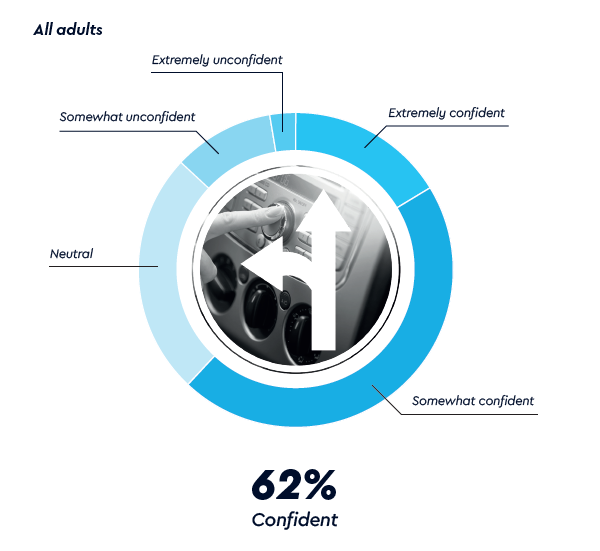 All adults
Extremely unconfident
Extremely confident
Somewhat unconfident
Neutral
Somewhat confident
62%
Confident